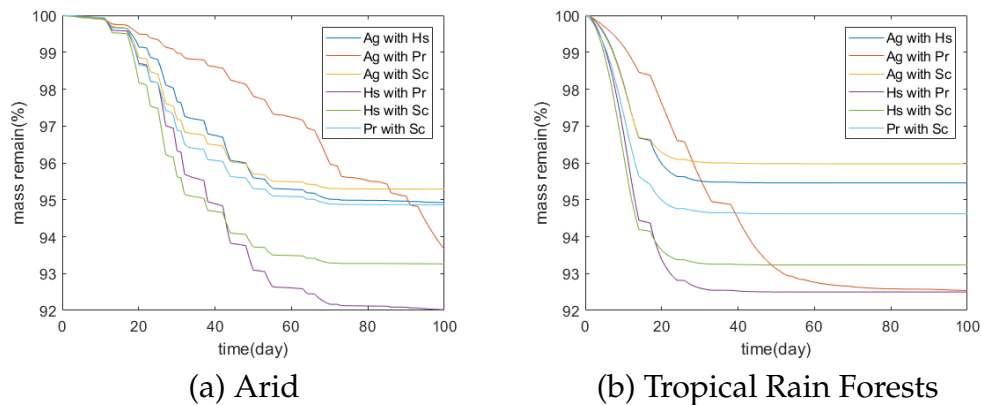 100
99
98
97
96
95
94
93
92
mass remain(%)
0
20
40
60
80
100
time(day)
Ag with Hs
Ag with Pr
Ag with Sc
Hs with Pr
Hs with Sc
Pr with Sc
(a) Arid
100
99
98
97
96
95
94
93
92
mass remain(%)
0
20
40
60
80
100
time(day)
Ag with Hs
Ag with Pr
Ag with Sc
Hs with Pr
Hs with Sc
Pr with Sc
(b) Tropical Rain Forests